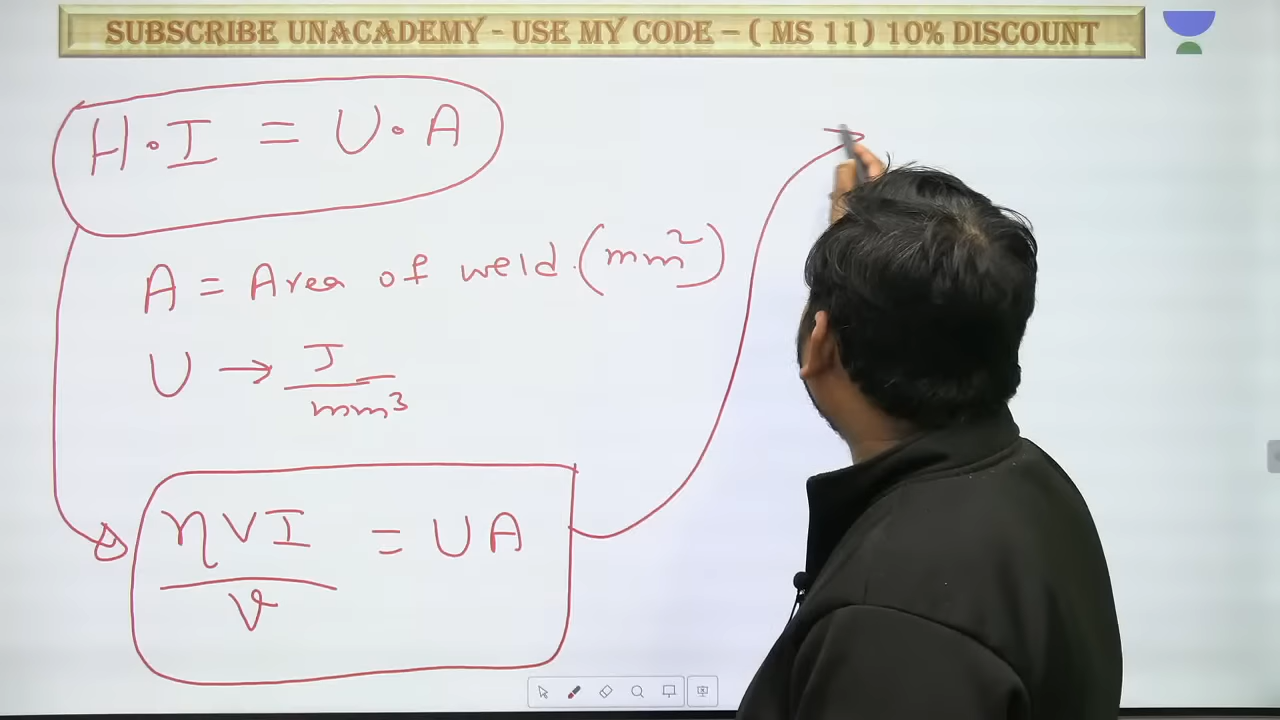 SUBSCRIBE UNACADEMY - USE MY CODE – ( MS 11) 10% DISCOUNT
H·I = U·A
A = Area of weld. (mm²)
U → J / mm³
ηVI / v = UA